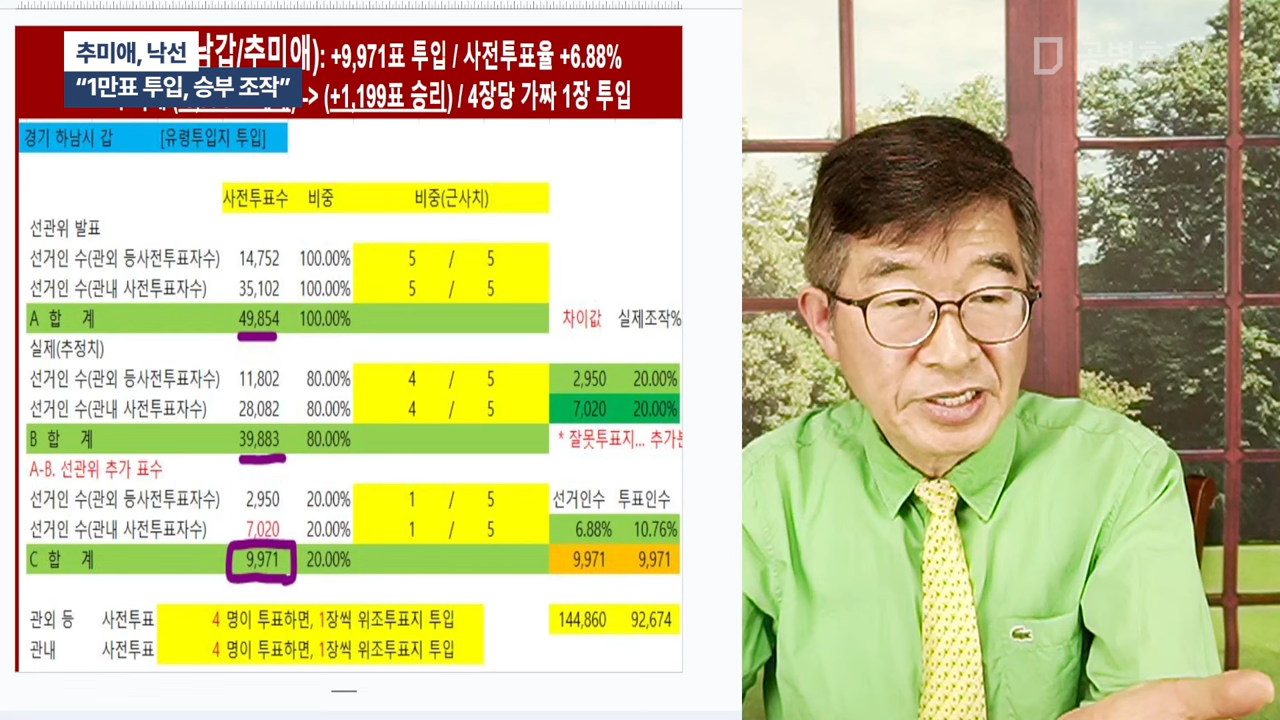 추미애, 낙선
“1만표 투입, 승부 조작”
남갑/추미애): +9,971표 투입 / 사전투표율 +6.88%
-> (+1,199표 승리) / 4장당 가짜 1장 투입
경기 하남시 갑 [유령투입지 투입]
사전투표수 비중 비중(근사치)
선관위 발표
선거인 수(관외 등사전투표자수) 14,752 100.00% 5 / 5
선거인 수(관내 사전투표자수) 35,102 100.00% 5 / 5
A 합 계 49,854 100.00% 차이값 실제조작%
실제(추정치)
선거인 수(관외 등사전투표자수) 11,802 80.00% 4 / 5 2,950 20.00%
선거인 수(관내 사전투표자수) 28,082 80.00% 4 / 5 7,020 20.00%
B 합 계 39,883 80.00% * 잘못투표지... 추가분
A-B. 선관위 추가 표수
선거인 수(관외 등사전투표자수) 2,950 20.00% 1 / 5 선거인수 투표인수
선거인 수(관내 사전투표자수) 7,020 20.00% 1 / 5 6.88% 10.76%
C 합 계 9,971 20.00% 9,971 9,971
관외 등 사전투표 4 명이 투표하면, 1장씩 위조투표지 투입 144,860 92,674
관내 사전투표 4 명이 투표하면, 1장씩 위조투표지 투입